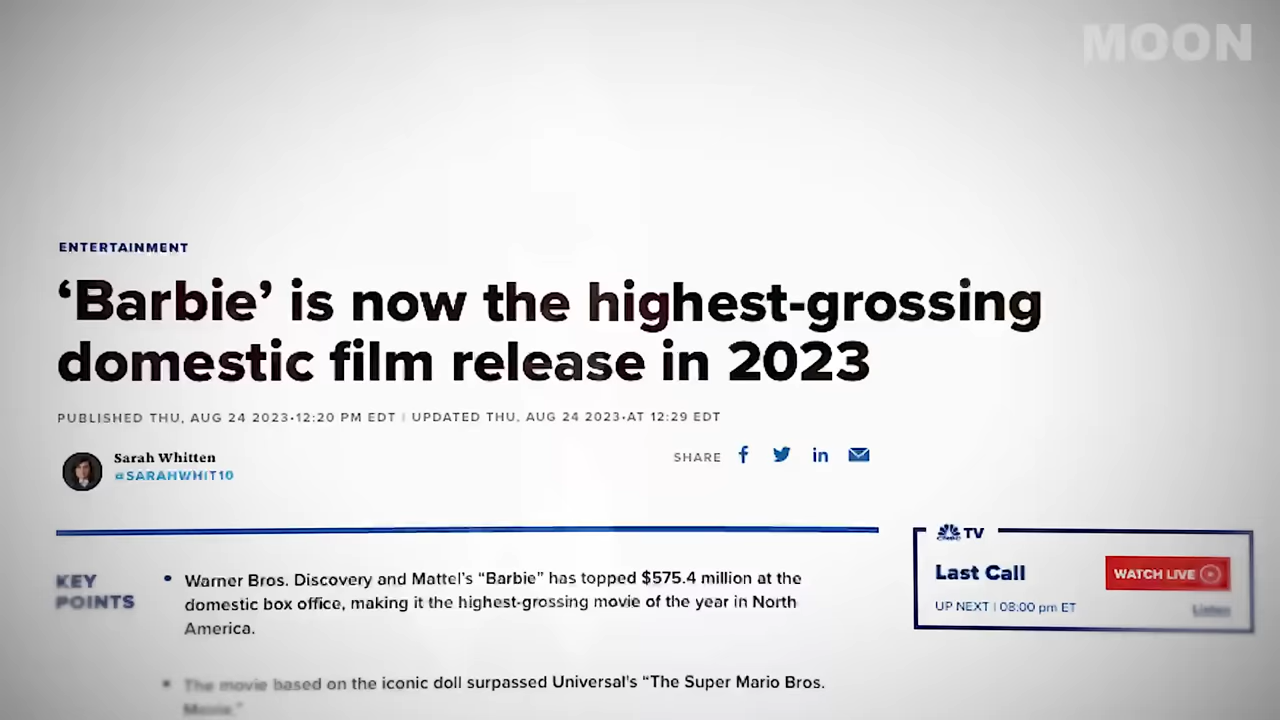 MOON
ENTERTAINMENT
‘Barbie’ is now the highest-grossing
domestic film release in 2023
PUBLISHED THU, AUG 24 2023•12:20 PM EDT | UPDATED THU, AUG 24 2023•AT 12:29 EDT
Sarah Whitten
@SARAHWHIT10
SHARE
KEY
POINTS
• Warner Bros. Discovery and Mattel’s “Barbie” has topped $575.4 million at the
domestic box office, making it the highest-grossing movie of the year in North
America.
• The movie based on the iconic doll surpassed Universal's “The Super Mario Bros.
Movie.”
CNBC TV
Last Call
WATCH LIVE
UP NEXT | 08:00 pm ET
Listen